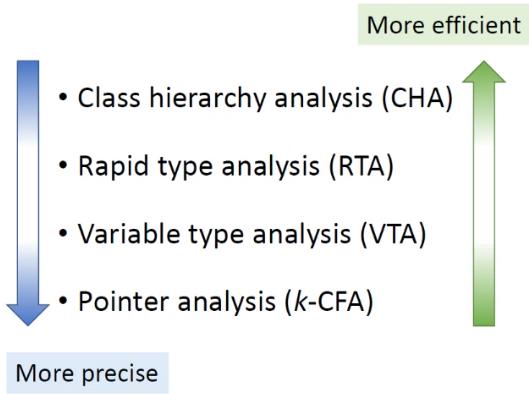 More efficient
• Class hierarchy analysis (CHA)
• Rapid type analysis (RTA)
• Variable type analysis (VTA)
• Pointer analysis (k-CFA)
More precise